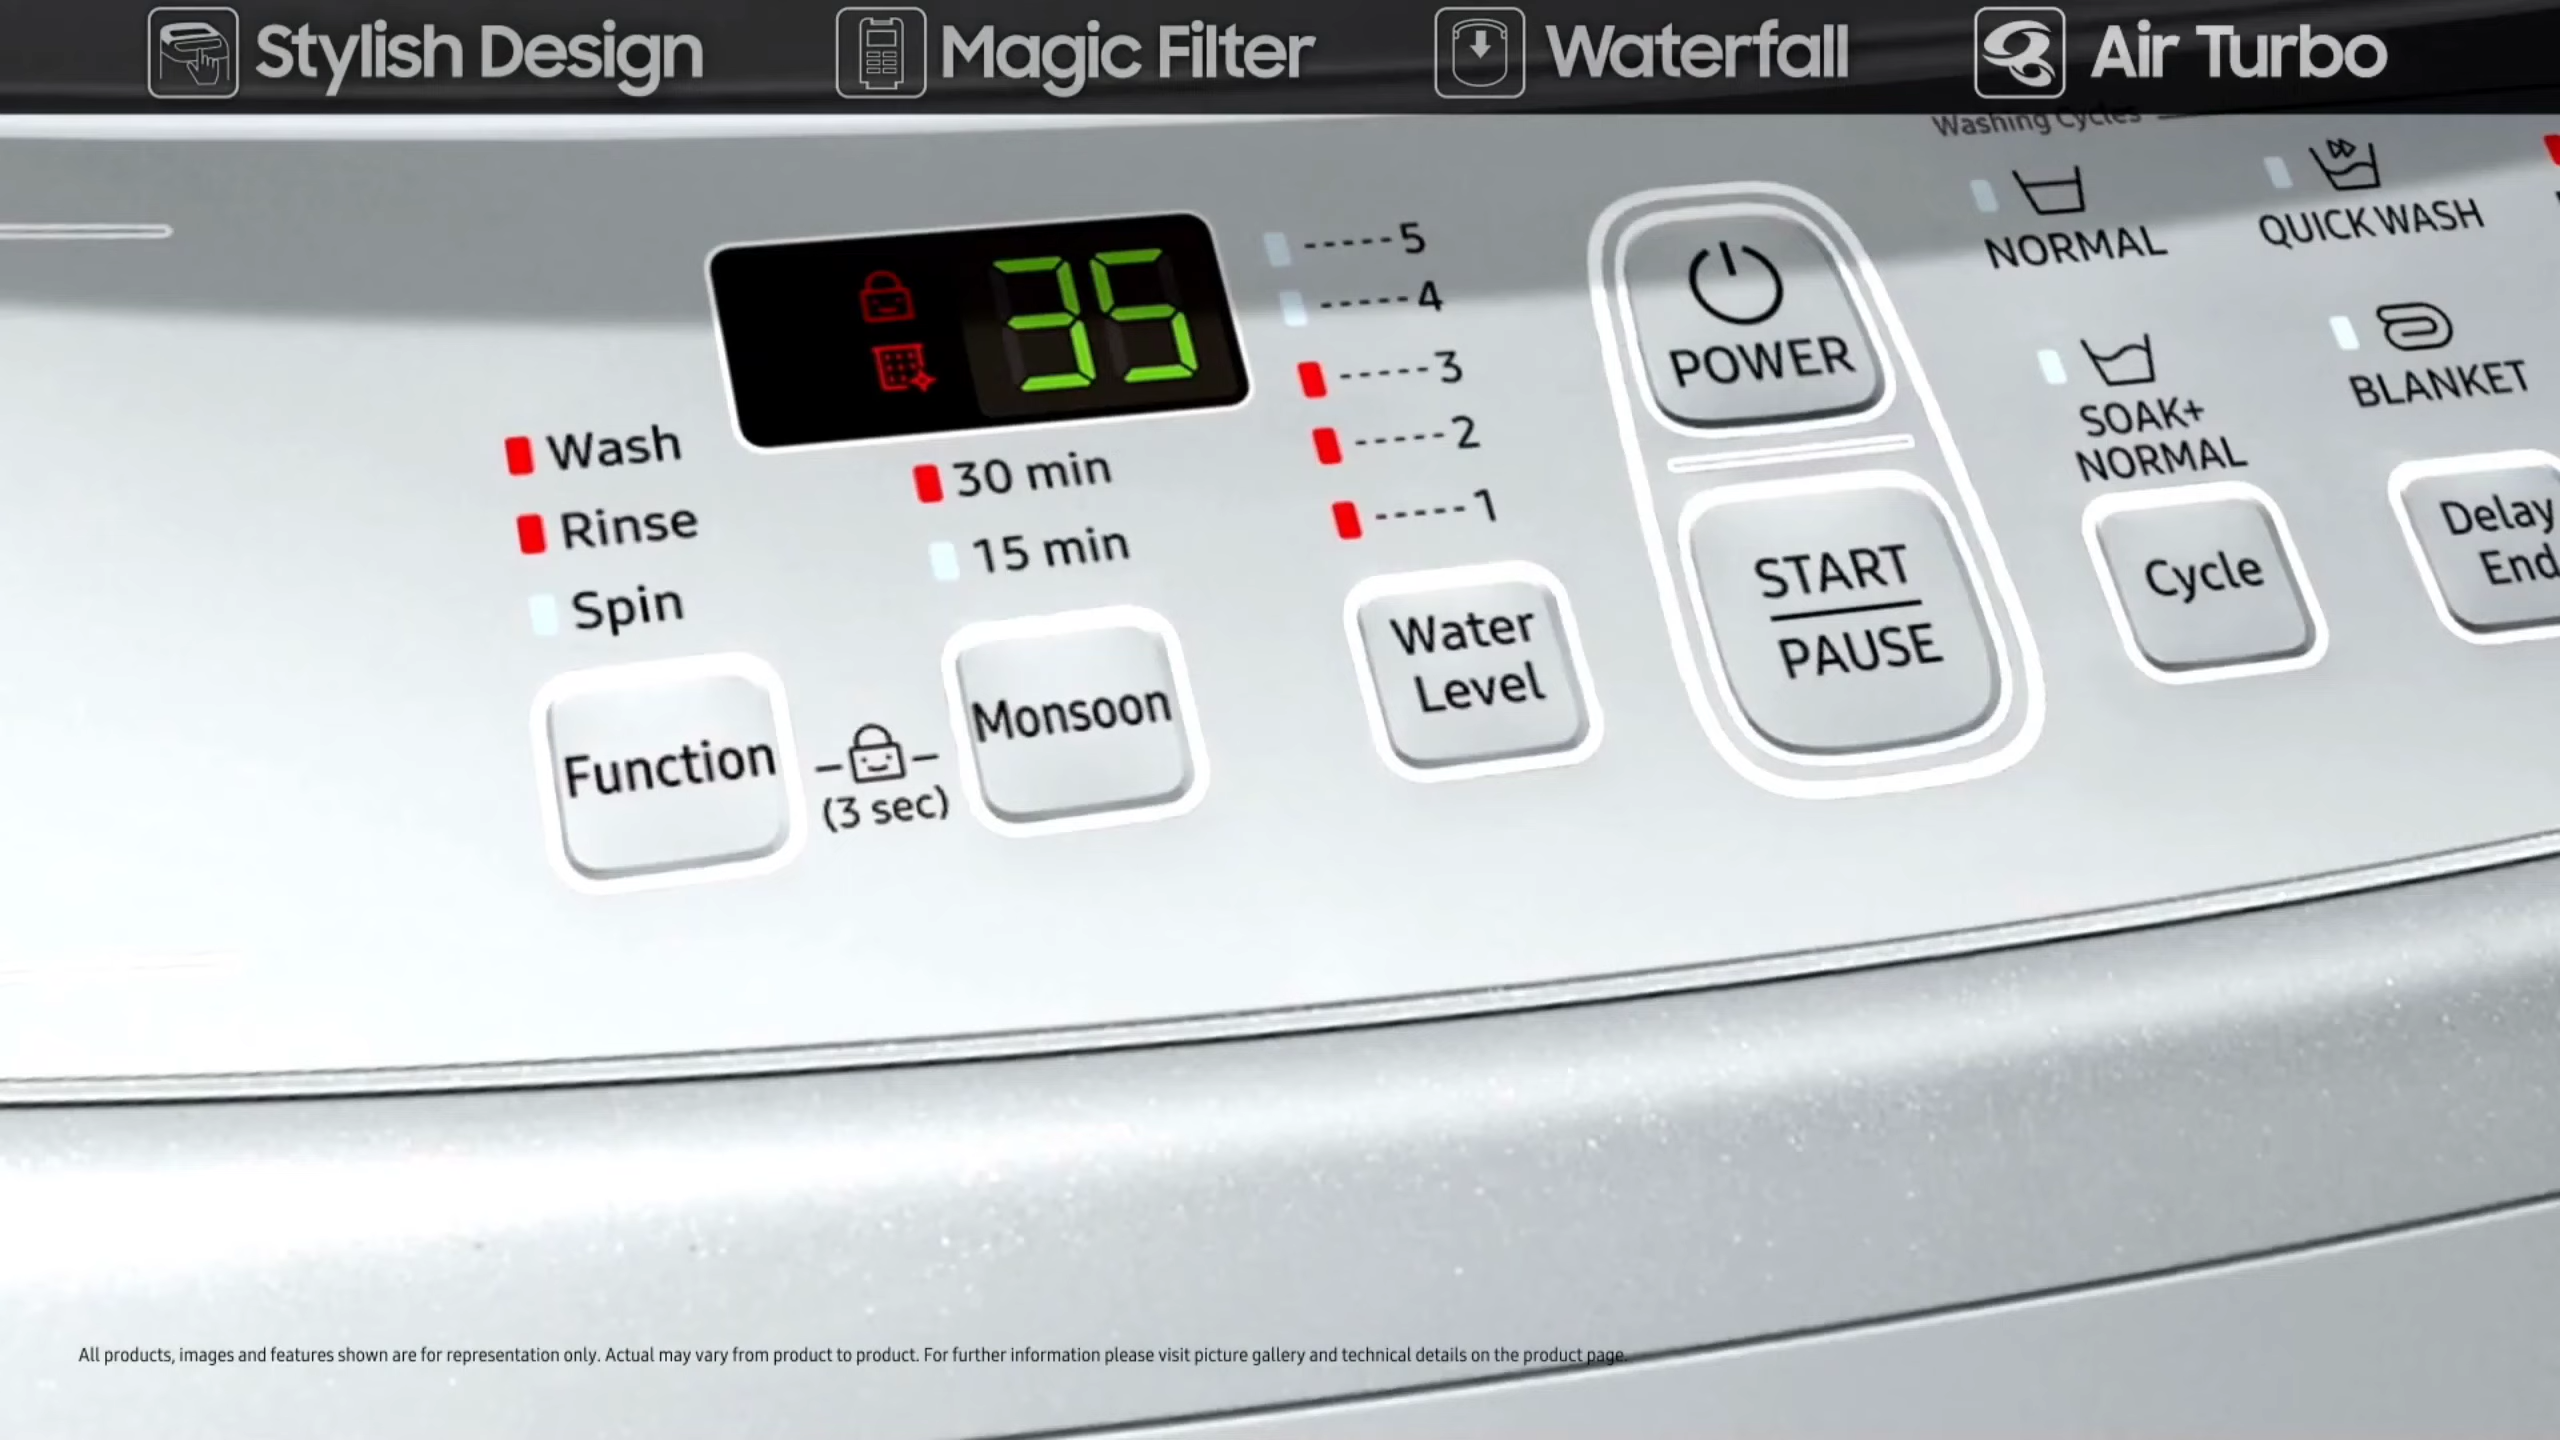 Stylish Design
Magic Filter
Waterfall
Air Turbo
Washing Cycles
35
5
4
3
2
1
Wash
Rinse
Spin
30 min
15 min
Function
(3 sec)
Monsoon
Water
Level
POWER
START
PAUSE
NORMAL
QUICK WASH
SOAK+
NORMAL
BLANKET
Cycle
Delay
End
All products, images and features shown are for representation only. Actual may vary from product to product. For further information please visit picture gallery and technical details on the product page.